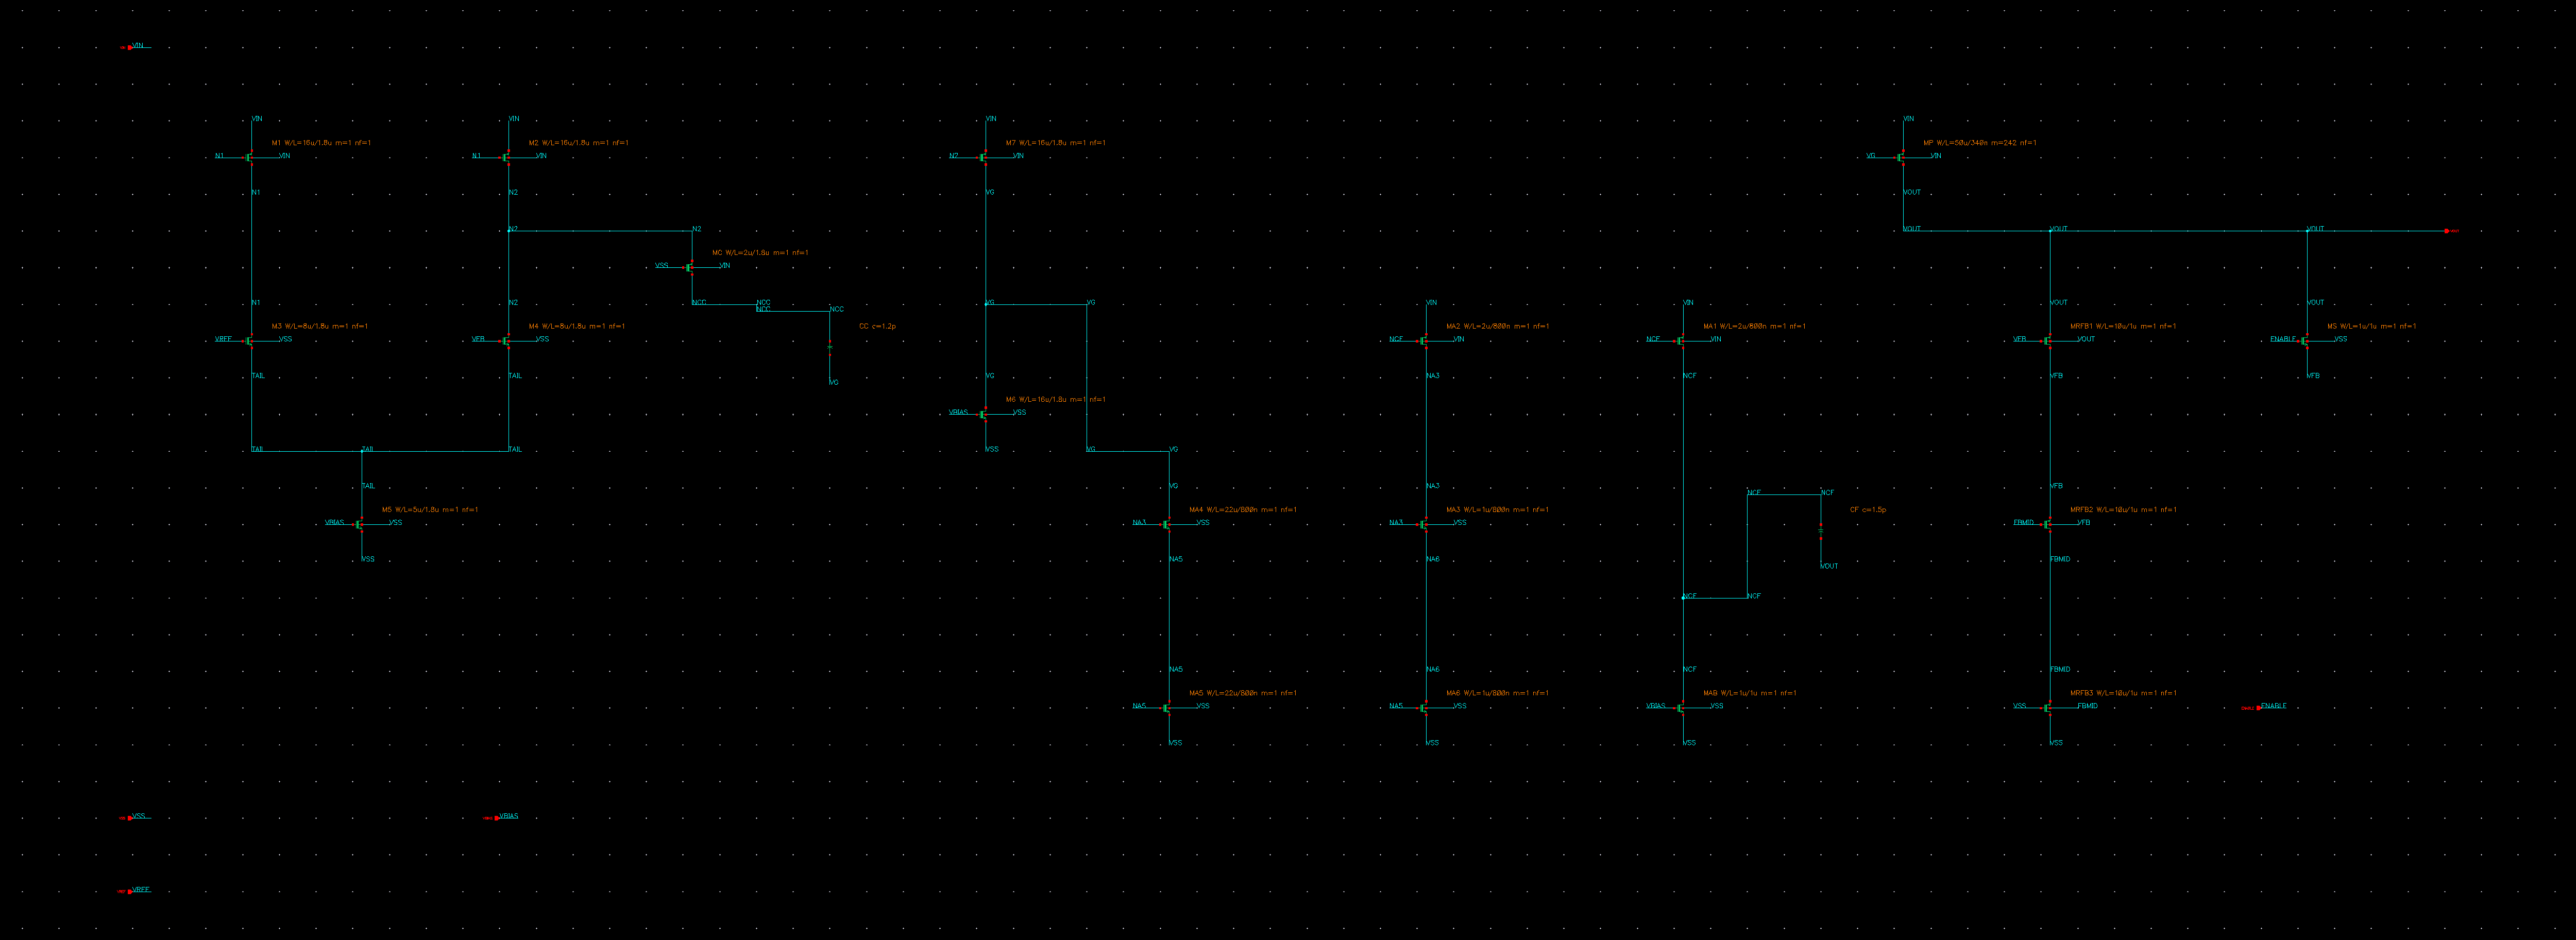 VIN
VIN VIN VIN VIN
M1 W/L=16u/1.8u m=1 nf=1 M2 W/L=16u/1.8u m=1 nf=1 M7 W/L=16u/1.8u m=1 nf=1 MP W/L=50u/340n m=242 nf=1
N1 VIN N1 VIN VIN VG VIN
N1 N2 VG VOUT
N2 N2 VOUT VOUT VOUT
MC W/L=2u/1.8u m=1 nf=1
VSS VIN
N1 N2 NCC NCC VG VG VIN VIN VOUT VOUT
NCC NCC
M3 W/L=8u/1.8u m=1 nf=1 M4 W/L=8u/1.8u m=1 nf=1 CC c=1.2p MA2 W/L=2u/800n m=1 nf=1 MA1 W/L=2u/800n m=1 nf=1 MRFB1 W/L=10u/1u m=1 nf=1 MS W/L=1u/1u m=1 nf=1
VREF VSS VFB VSS NCF VIN NCF VIN VFB VOUT ENABLE VSS
TAIL TAIL VG NA3 NCF VFB VFB
VG
M6 W/L=16u/1.8u m=1 nf=1
VBIAS VSS
TAIL TAIL TAIL VSS VG VG
TAIL VG NA3 VFB
NCF NCF
M5 W/L=5u/1.8u m=1 nf=1 MA4 W/L=22u/800n m=1 nf=1 MA3 W/L=1u/800n m=1 nf=1 CF c=1.5p MRFB2 W/L=10u/1u m=1 nf=1
VBIAS VSS NA3 VSS NA3 VSS FBMID VFB
VSS NA5 NA6 FBMID
VOUT
NCF NCF
NA5 NA6 NCF FBMID
MA5 W/L=22u/800n m=1 nf=1 MA6 W/L=1u/800n m=1 nf=1 MAB W/L=1u/1u m=1 nf=1 MRFB3 W/L=10u/1u m=1 nf=1
NA5 VSS NA5 VSS VBIAS VSS VSS FBMID ENABLE
VSS VSS VSS VSS
VSS VBIAS
VREF